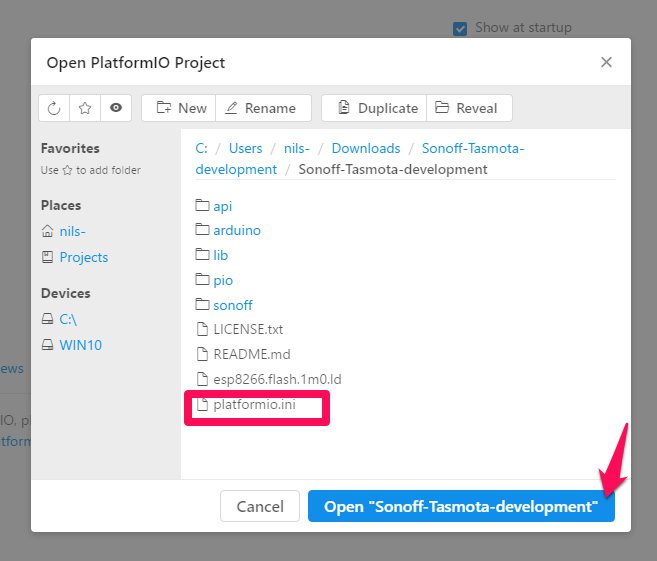 Show at startup
Open PlatformIO Project
New
Rename
Duplicate
Reveal
Favorites
Use ☆ to add folder
Places
nils-
Projects
Devices
C:\
WIN10
C: / Users / nils- / Downloads / Sonoff-Tasmota-
development / Sonoff-Tasmota-development
api
arduino
lib
pio
sonoff
LICENSE.txt
README.md
esp8266.flash.1m0.ld
platformio.ini
ews
IO, p
tform
Cancel
Open "Sonoff-Tasmota-development"